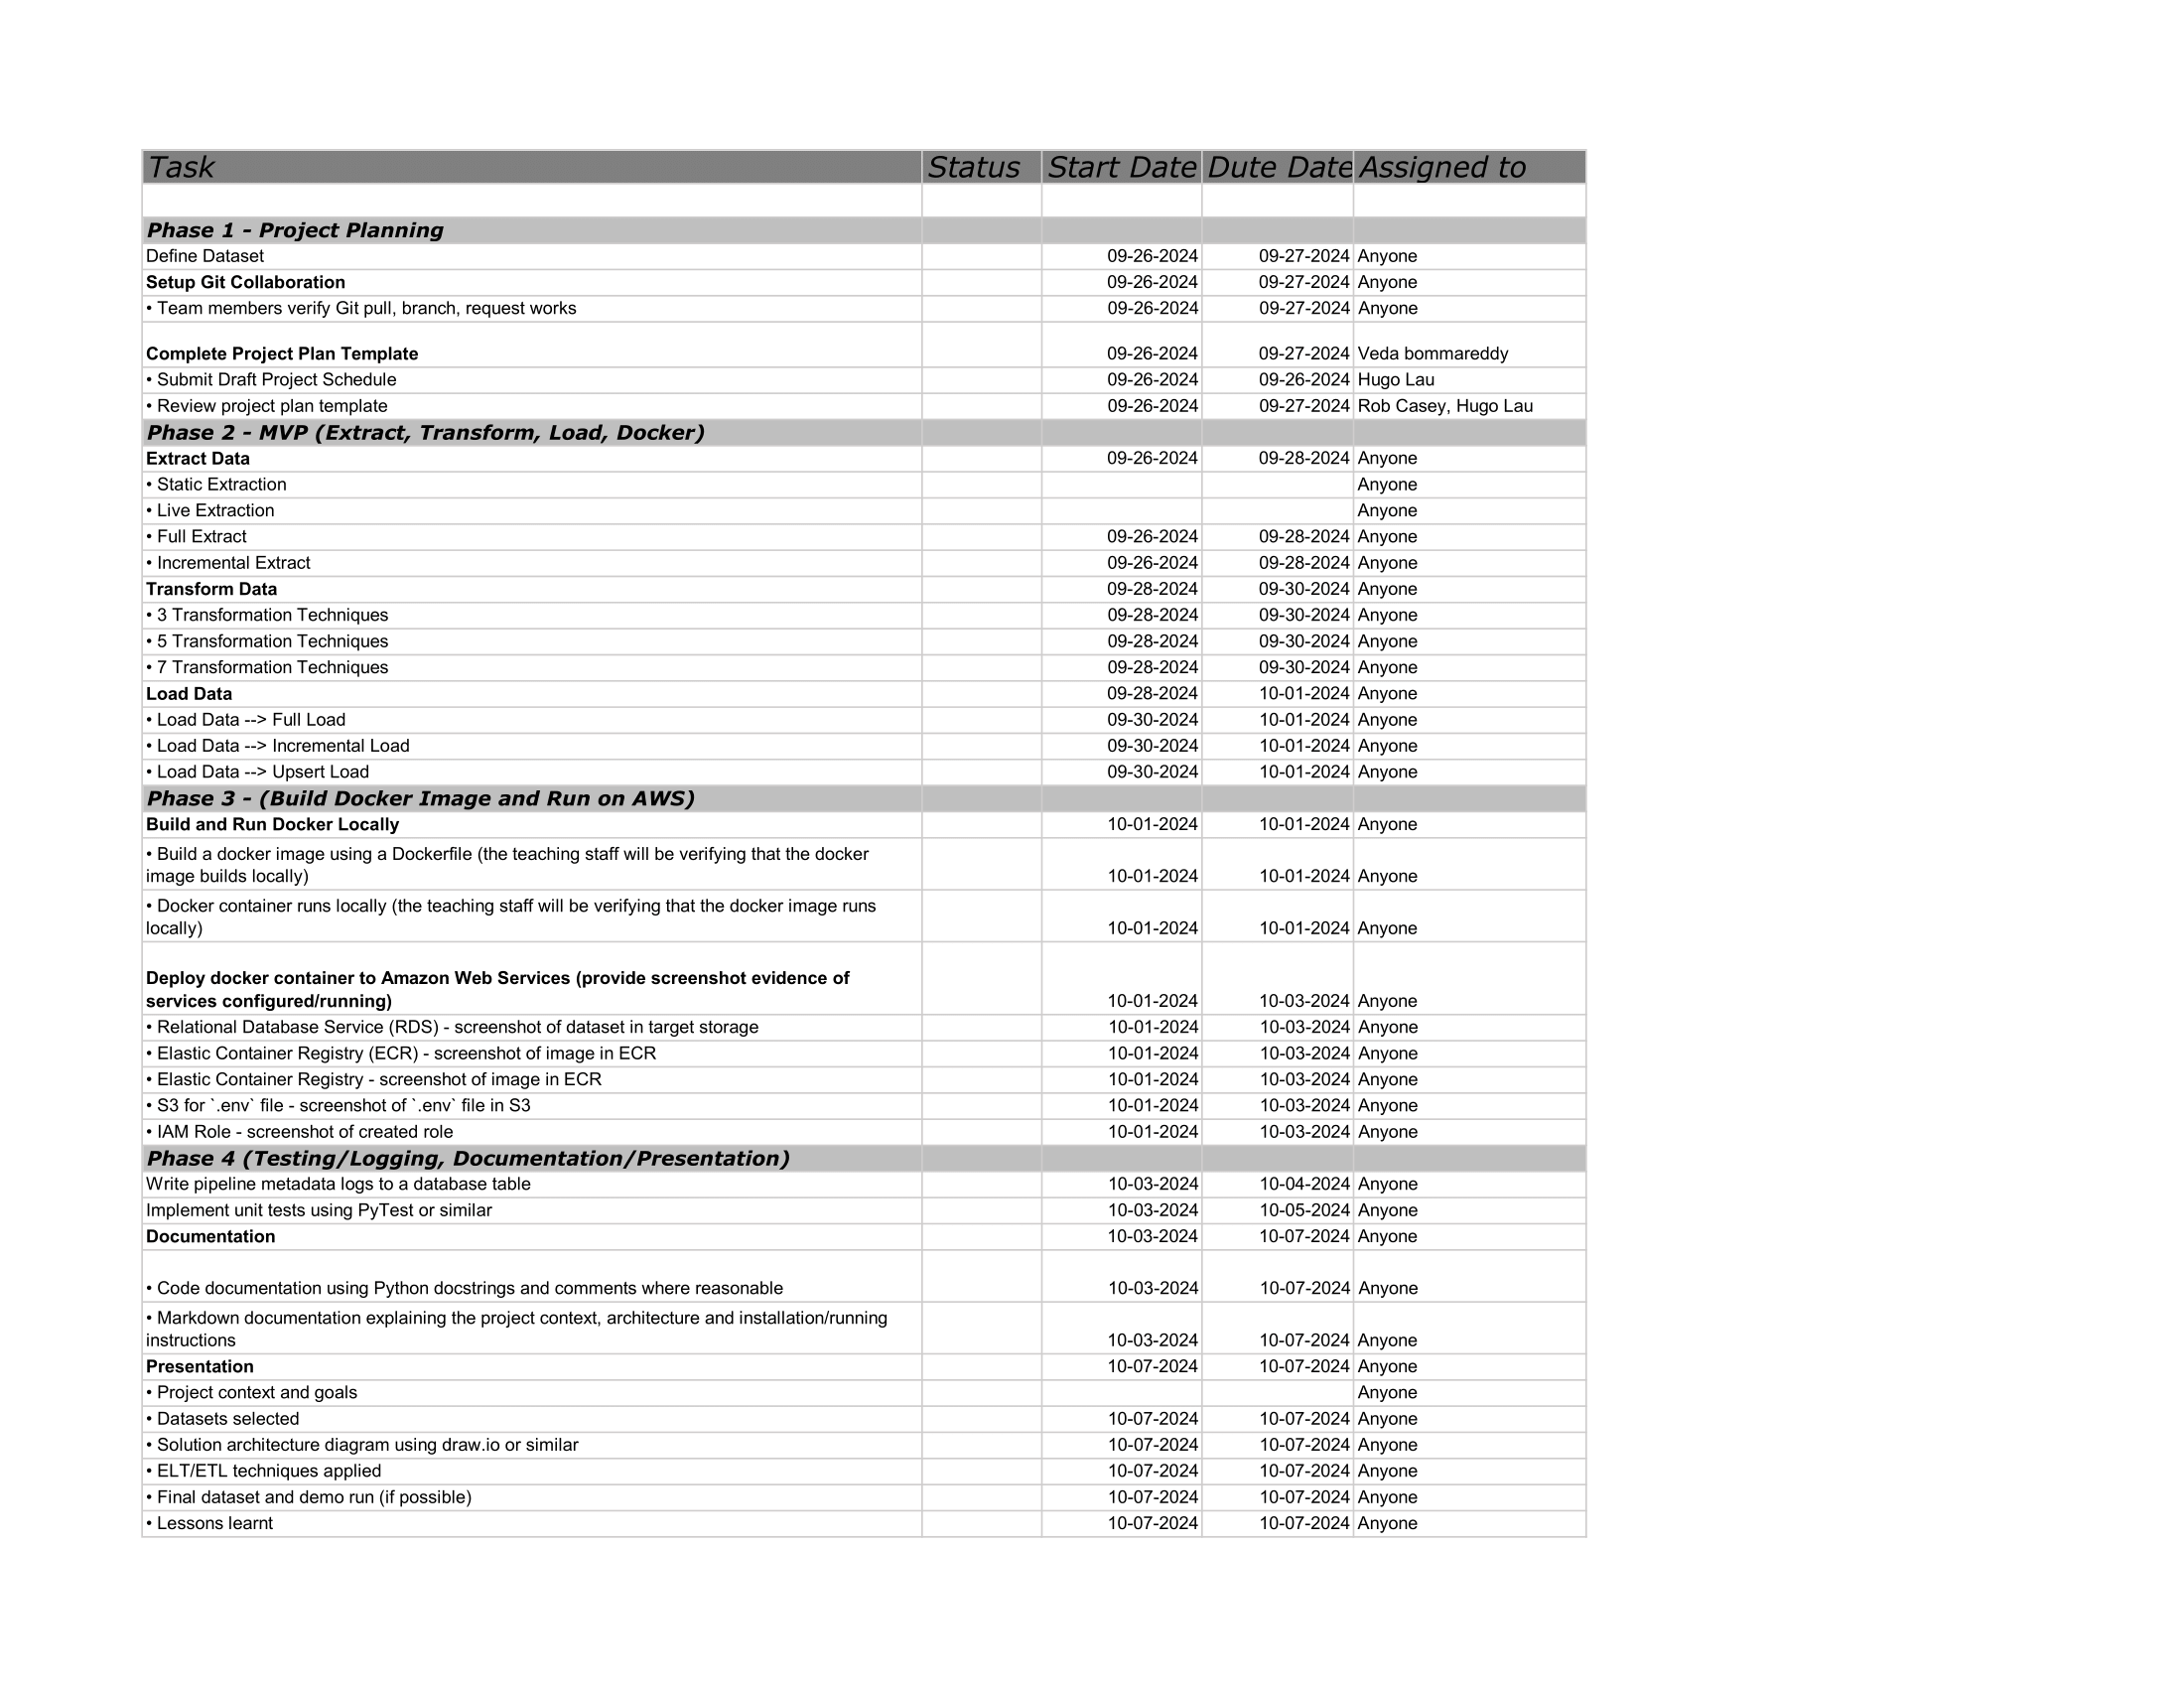 Task Status Start Date Dute Date Assigned to
Phase 1 - Project Planning
Define Dataset 09-26-2024 09-27-2024 Anyone
Setup Git Collaboration 09-26-2024 09-27-2024 Anyone
• Team members verify Git pull, branch, request works 09-26-2024 09-27-2024 Anyone
Complete Project Plan Template 09-26-2024 09-27-2024 Veda bommareddy
• Submit Draft Project Schedule 09-26-2024 09-26-2024 Hugo Lau
• Review project plan template 09-26-2024 09-27-2024 Rob Casey, Hugo Lau
Phase 2 - MVP (Extract, Transform, Load, Docker)
Extract Data 09-26-2024 09-28-2024 Anyone
• Static Extraction Anyone
• Live Extraction Anyone
• Full Extract 09-26-2024 09-28-2024 Anyone
• Incremental Extract 09-26-2024 09-28-2024 Anyone
Transform Data 09-28-2024 09-30-2024 Anyone
• 3 Transformation Techniques 09-28-2024 09-30-2024 Anyone
• 5 Transformation Techniques 09-28-2024 09-30-2024 Anyone
• 7 Transformation Techniques 09-28-2024 09-30-2024 Anyone
Load Data 09-28-2024 10-01-2024 Anyone
• Load Data --> Full Load 09-30-2024 10-01-2024 Anyone
• Load Data --> Incremental Load 09-30-2024 10-01-2024 Anyone
• Load Data --> Upsert Load 09-30-2024 10-01-2024 Anyone
Phase 3 - (Build Docker Image and Run on AWS)
Build and Run Docker Locally 10-01-2024 10-01-2024 Anyone
• Build a docker image using a Dockerfile (the teaching staff will be verifying that the docker
image builds locally) 10-01-2024 10-01-2024 Anyone
• Docker container runs locally (the teaching staff will be verifying that the docker image runs
locally) 10-01-2024 10-01-2024 Anyone
Deploy docker container to Amazon Web Services (provide screenshot evidence of
services configured/running) 10-01-2024 10-03-2024 Anyone
• Relational Database Service (RDS) - screenshot of dataset in target storage 10-01-2024 10-03-2024 Anyone
• Elastic Container Registry (ECR) - screenshot of image in ECR 10-01-2024 10-03-2024 Anyone
• Elastic Container Registry - screenshot of image in ECR 10-01-2024 10-03-2024 Anyone
• S3 for `.env` file - screenshot of `.env` file in S3 10-01-2024 10-03-2024 Anyone
• IAM Role - screenshot of created role 10-01-2024 10-03-2024 Anyone
Phase 4 (Testing/Logging, Documentation/Presentation)
Write pipeline metadata logs to a database table 10-03-2024 10-04-2024 Anyone
Implement unit tests using PyTest or similar 10-03-2024 10-05-2024 Anyone
Documentation 10-03-2024 10-07-2024 Anyone
• Code documentation using Python docstrings and comments where reasonable 10-03-2024 10-07-2024 Anyone
• Markdown documentation explaining the project context, architecture and installation/running
instructions 10-03-2024 10-07-2024 Anyone
Presentation 10-07-2024 10-07-2024 Anyone
• Project context and goals Anyone
• Datasets selected 10-07-2024 10-07-2024 Anyone
• Solution architecture diagram using draw.io or similar 10-07-2024 10-07-2024 Anyone
• ELT/ETL techniques applied 10-07-2024 10-07-2024 Anyone
• Final dataset and demo run (if possible) 10-07-2024 10-07-2024 Anyone
• Lessons learnt 10-07-2024 10-07-2024 Anyone